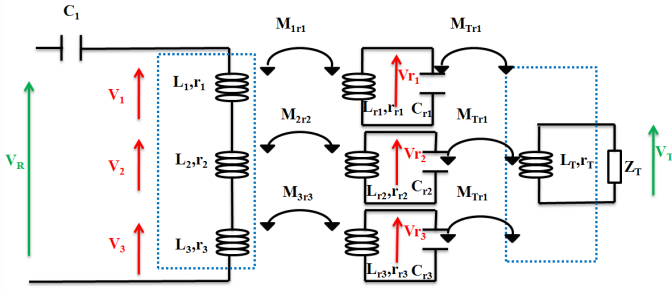 C1
M1r1
MTr1
V1
L1,r1
Vr1
Lr1,rr1
Cr1
M2r2
MTr1
VR
V2
L2,r2
Vr2
Lr2,rr2
Cr2
LT,rT
ZT
VT
M3r3
MTr1
V3
L3,r3
Vr3
Lr3,rr3
Cr3